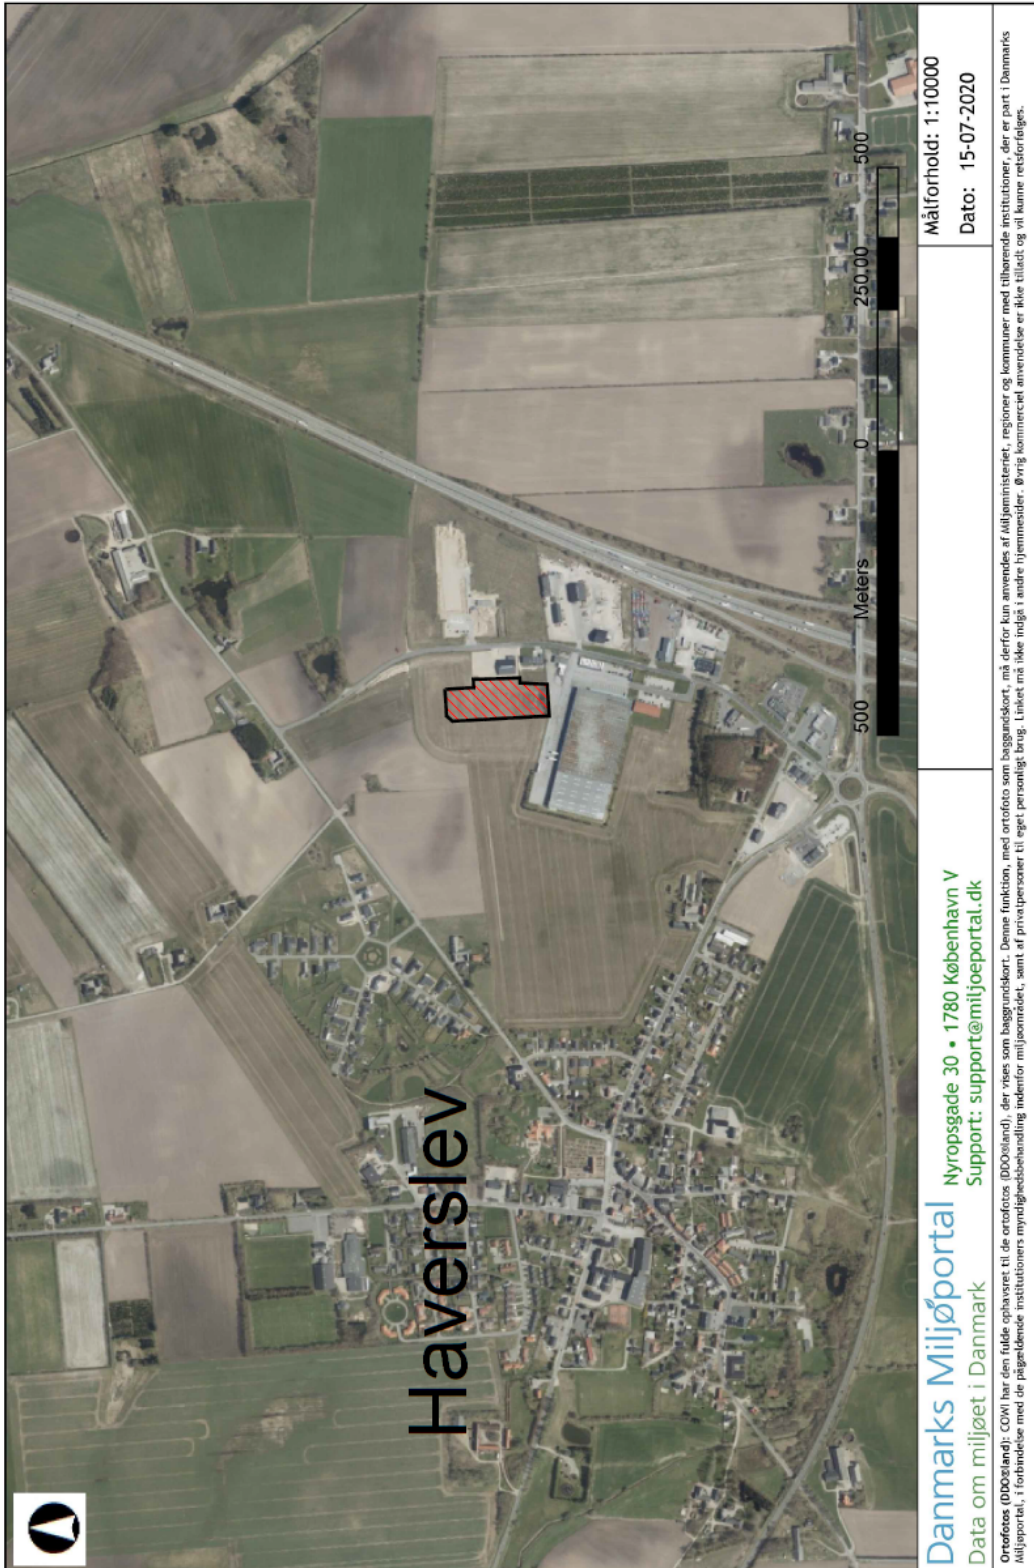 Haverslev
500
Meters
0
250.00
500
Danmarks Miljøportal
Data om miljøet i Danmark
Nyropsgade 30 • 1780 København V
Support: support@miljoeportal.dk
Målforhold: 1:10000
Dato: 15-07-2020
Ortofotos (DDO®land): COWI har den fulde ophavsret til de ortofotos (DDO®land), der vises som baggrundskort. Denne funktion, med ortofoto som baggrundskort, må derfor kun anvendes af Miljøministeriet, regioner og kommuner med tilhørende institutioner, der er part i Danmarks
miljøportal, i forbindelse med de pågældende institutioners myndighedsbehandling indenfor miljøområdet, samt af privatpersoner til eget personligt brug. Linket må ikke indgå i andre hjemmesider. Øvrig kommerciel anvendelse er ikke tilladt og vil kunne retsforfølges.